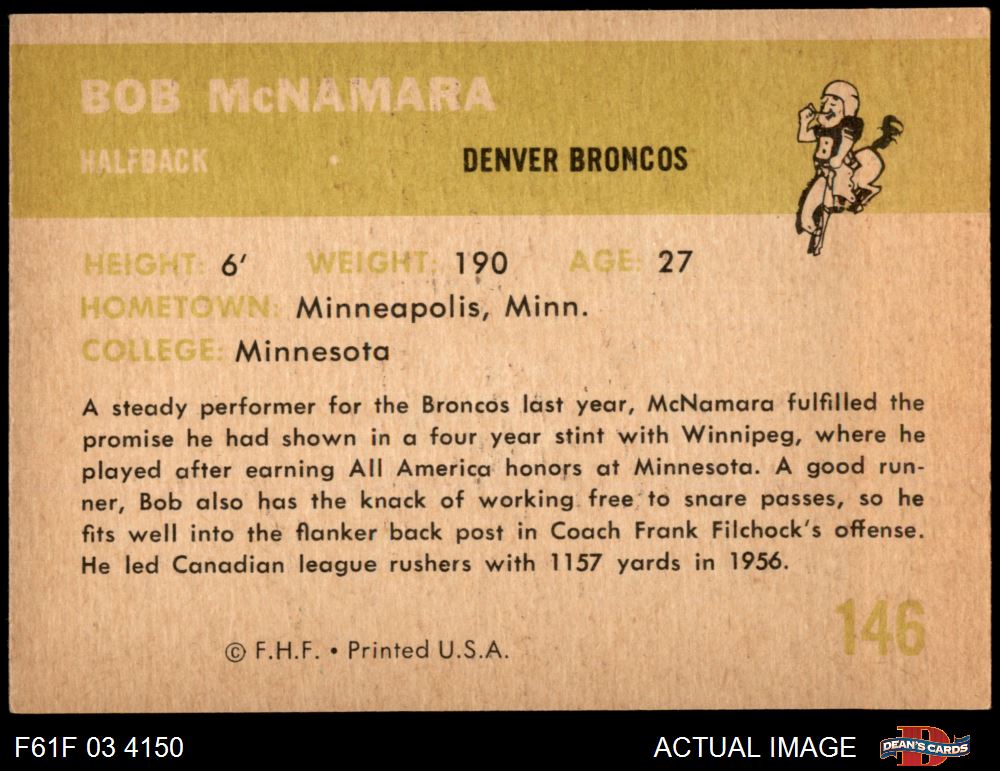 BOB McNAMARA
HALFBACK • DENVER BRONCOS
HEIGHT: 6' WEIGHT: 190 AGE: 27
HOMETOWN: Minneapolis, Minn.
COLLEGE: Minnesota
A steady performer for the Broncos last year, McNamara fulfilled the
promise he had shown in a four year stint with Winnipeg, where he
played after earning All America honors at Minnesota. A good run-
ner, Bob also has the knack of working free to snare passes, so he
fits well into the flanker back post in Coach Frank Filchock's offense.
He led Canadian league rushers with 1157 yards in 1956.
146
© F.H.F. • Printed U.S.A.
F61F 03 4150 ACTUAL IMAGE DEAN'S CARDS